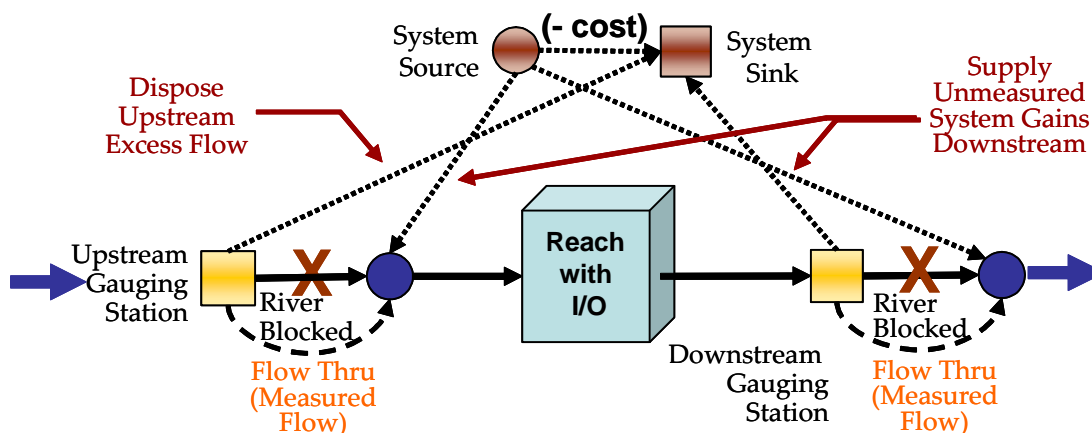 System
Source
(- cost)
System
Sink
Dispose
Upstream
Excess Flow
Supply
Unmeasured
System Gains
Downstream
Upstream
Gauging
Station
X
River
Blocked
Flow Thru
(Measured
Flow)
Reach
with
I/O
Downstream
Gauging
Station
X
River
Blocked
Flow Thru
(Measured
Flow)